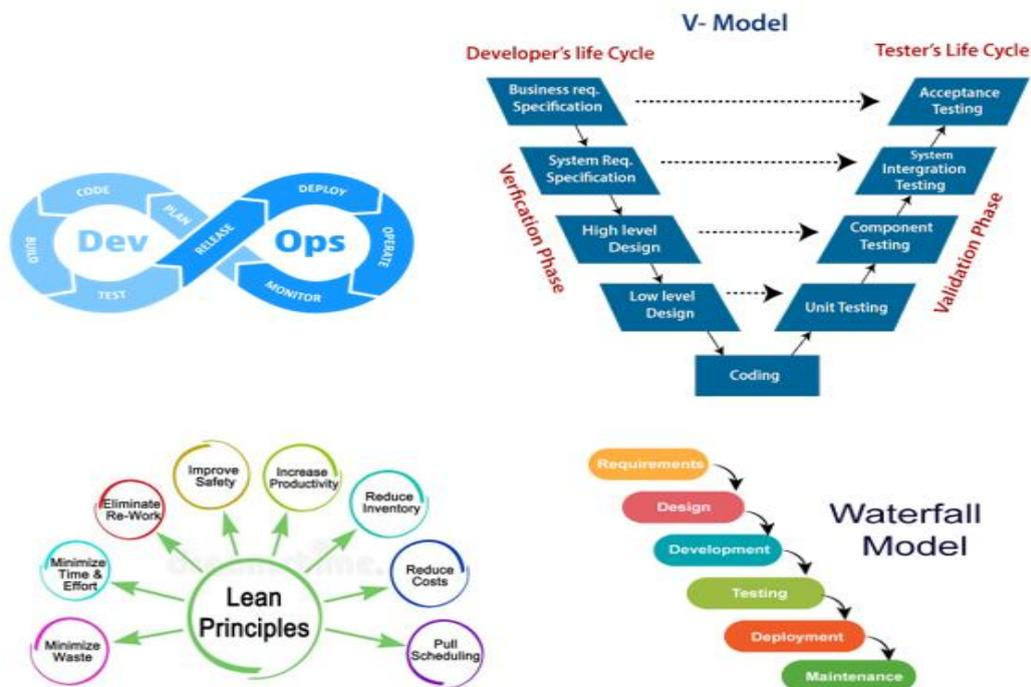 CODE
PLAN
DEPLOY
BUILD
Dev
RELEASE
Ops
OPERATE
TEST
MONITOR
V- Model
Developer's life Cycle
Tester's Life Cycle
Business req.
Specification
Acceptance
Testing
System Req.
Specification
System
Intergration
Testing
Verfication Phase
High level
Design
Component
Testing
Validation Phase
Low level
Design
Unit Testing
Coding
Improve
Safety
Increase
Productivity
Eliminate
Re-Work
Reduce
Inventory
Minimize
Time &
Effort
Reduce
Costs
Lean
Principles
Minimize
Waste
Pull
Scheduling
Requirements
Design
Development
Testing
Deployment
Maintenance
Waterfall
Model